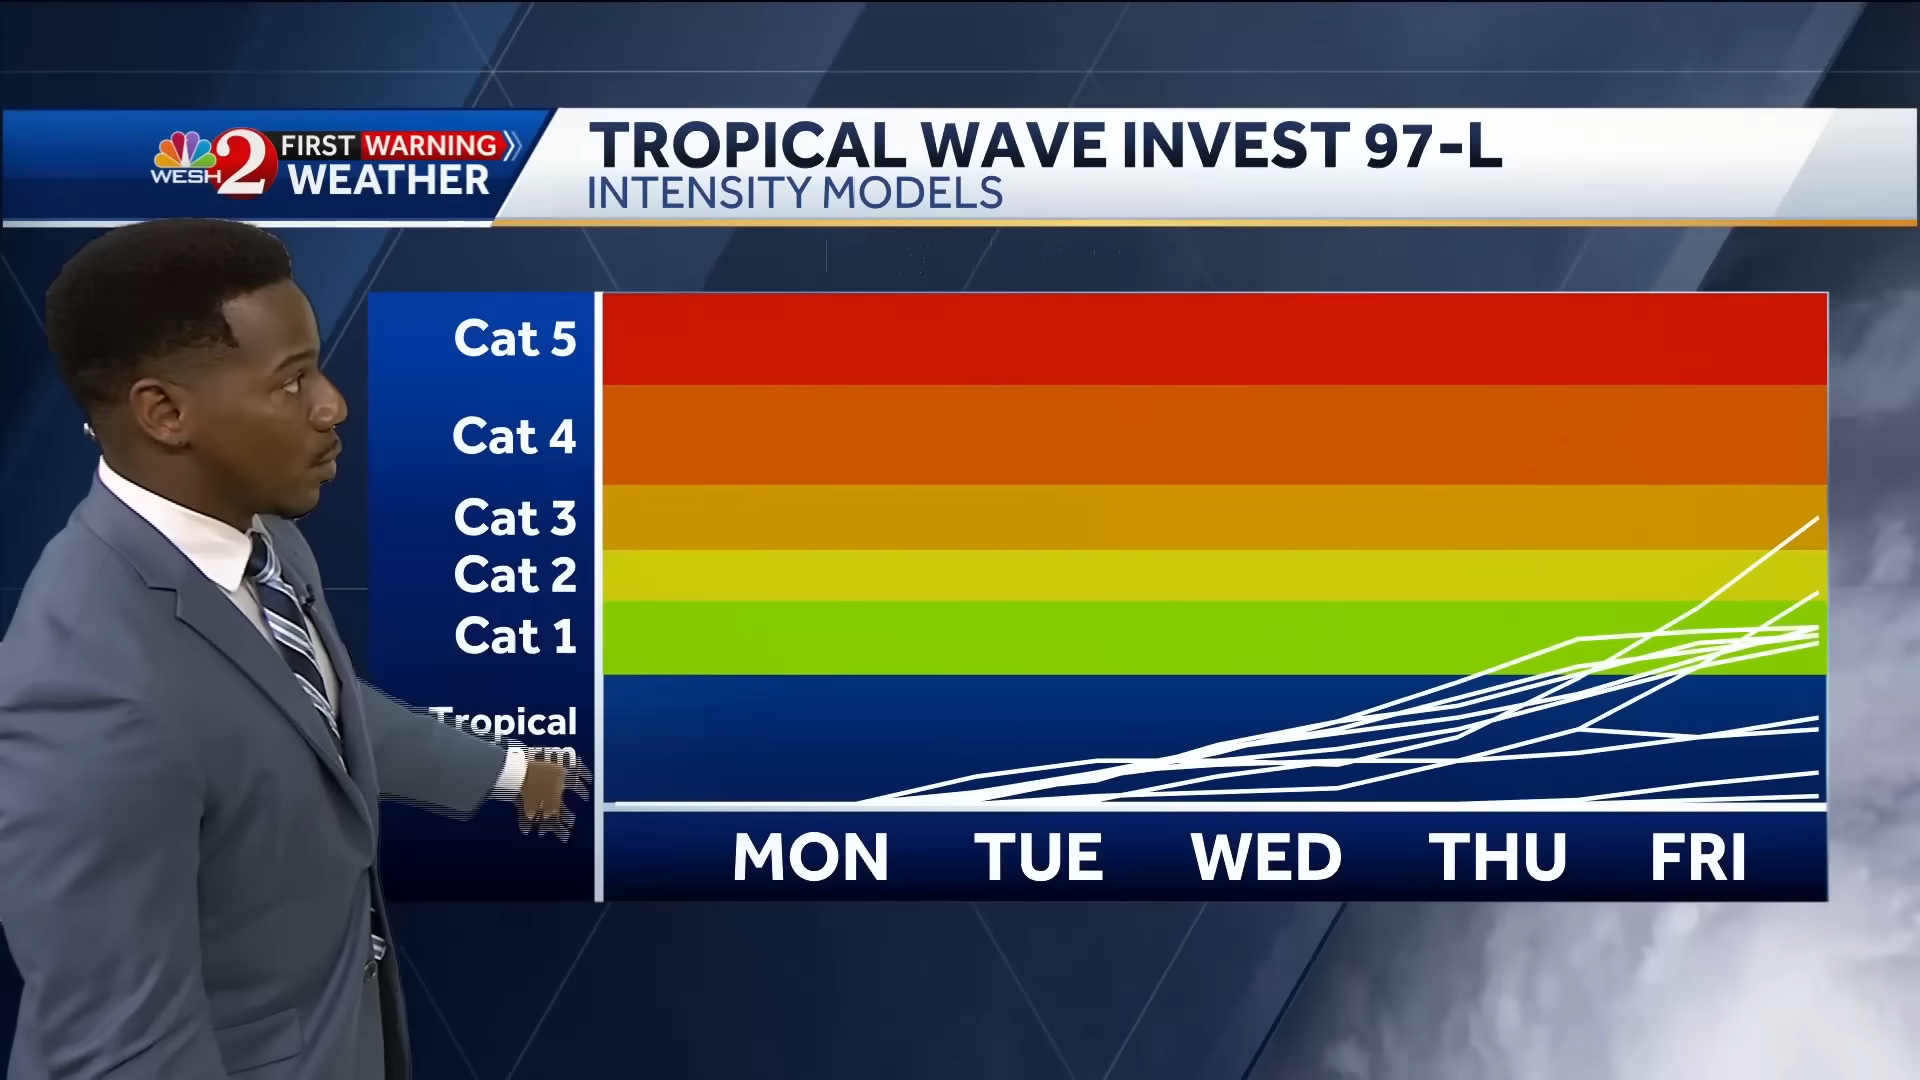 WESH 2
FIRST WARNING
WEATHER
TROPICAL WAVE INVEST 97-L
INTENSITY MODELS
Cat 5
Cat 4
Cat 3
Cat 2
Cat 1
Tropical
MON TUE WED THU FRI